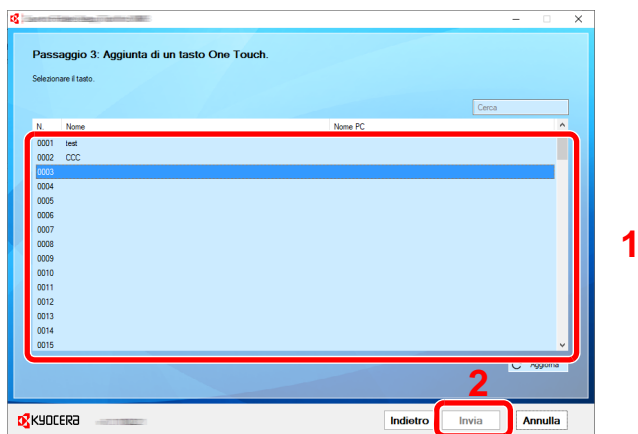 Passaggio 3: Aggiunta di un tasto One Touch.
Selezionare il tasto.
Cerca
N. Nome Nome PC
0001 test
0002 CCC
0003
0004
0005
0006
0007
0008
0009
0010
0011
0012
0013
0014
0015
1
Aggiorna
2
KYOCERA
Indietro Invia Annulla